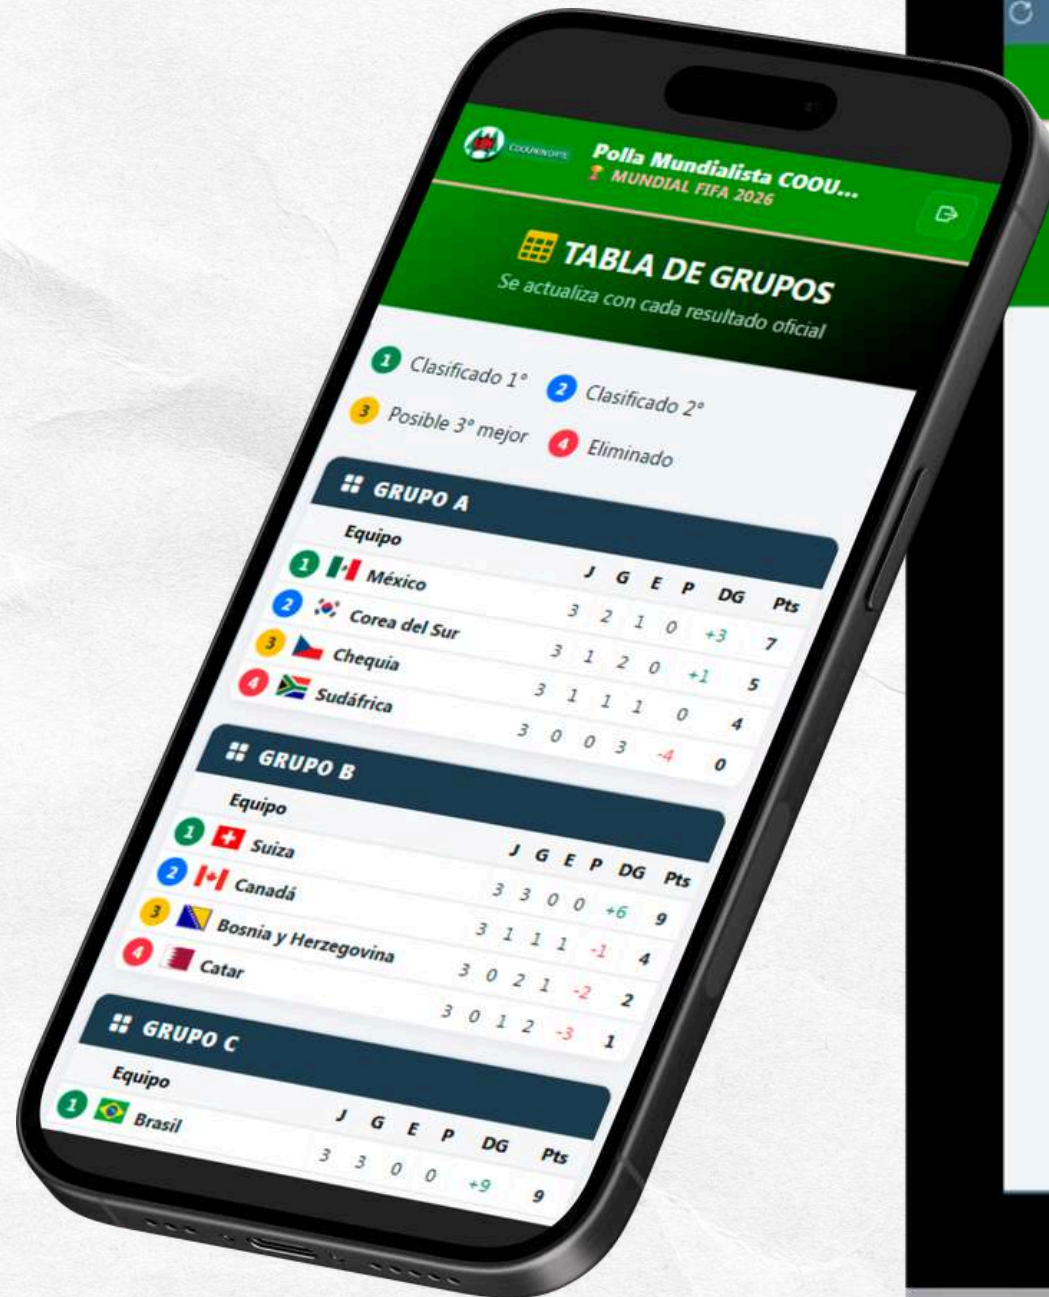 COOUNINORTE
Polla Mundialista COOU...
MUNDIAL FIFA 2026
TABLA DE GRUPOS
Se actualiza con cada resultado oficial
1 Clasificado 1° 2 Clasificado 2°
3 Posible 3° mejor 4 Eliminado
GRUPO A
Equipo J G E P DG Pts
1 México 3 2 1 0 +3 7
2 Corea del Sur 3 1 2 0 +1 5
3 Chequia 3 1 1 1 0 4
4 Sudáfrica 3 0 0 3 -4 0
GRUPO B
Equipo J G E P DG Pts
1 Suiza 3 3 0 0 +6 9
2 Canadá 3 1 1 1 -1 4
3 Bosnia y Herzegovina 3 0 2 1 -2 2
4 Catar 3 0 1 2 -3 1
GRUPO C
Equipo J G E P DG Pts
1 Brasil 3 3 0 0 +9 9